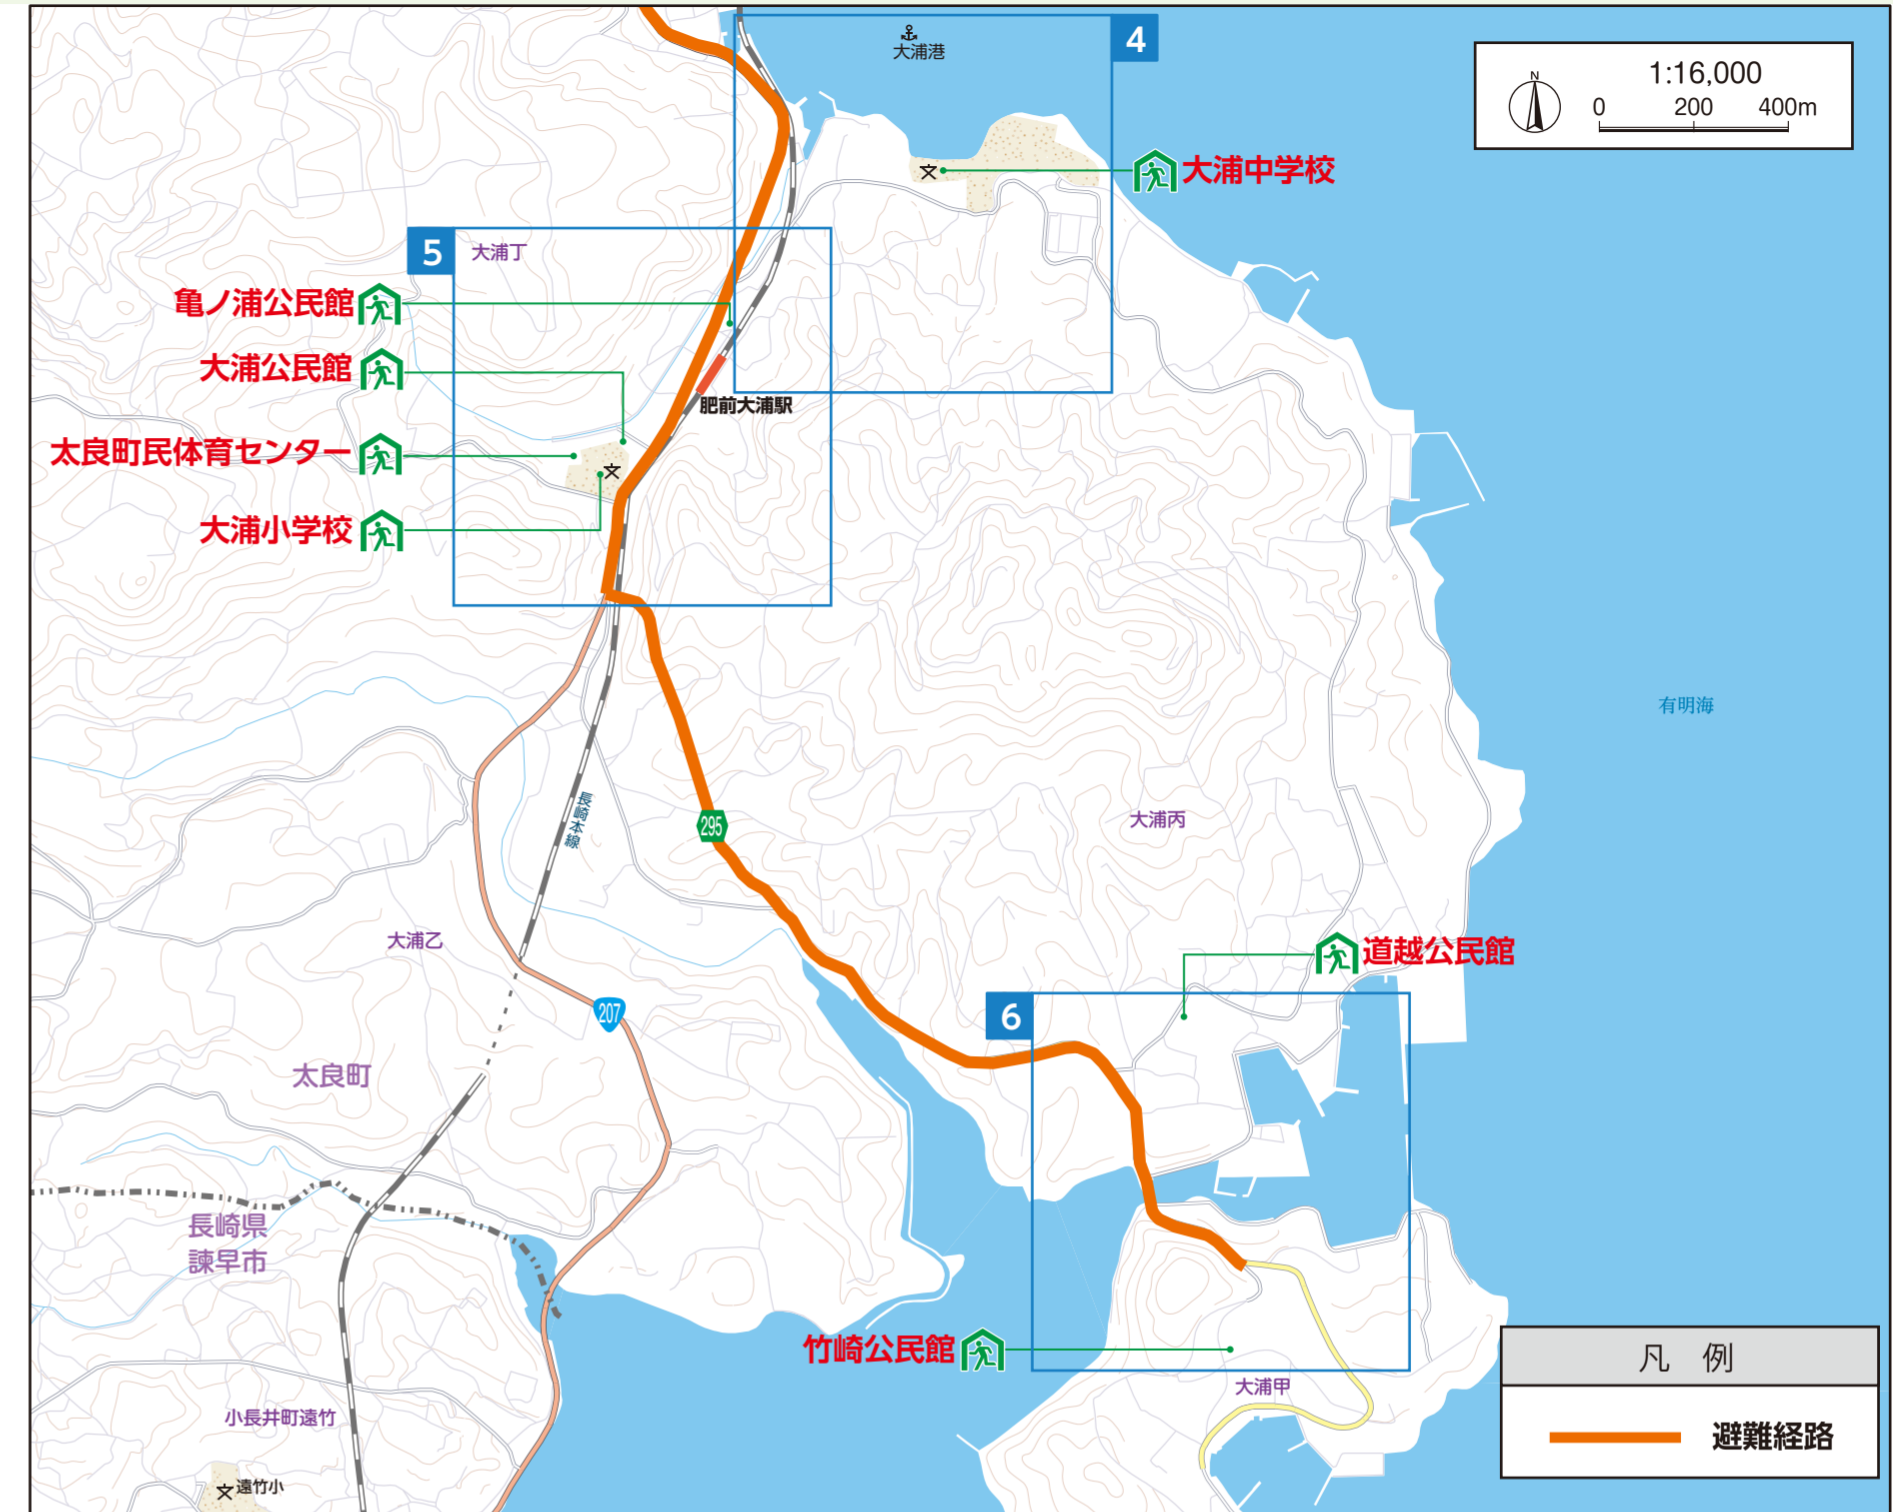 大浦港
4
N
1:16,000
0 200 400m
大浦中学校
5
大浦丁
亀ノ浦公民館
大浦公民館
肥前大浦駅
太良町民体育センター
大浦小学校
有明海
長崎本線
295
大浦丙
大浦乙
道越公民館
207
6
太良町
長崎県
諫早市
竹崎公民館
大浦甲
凡 例
避難経路
小長井町遠竹
遠竹小